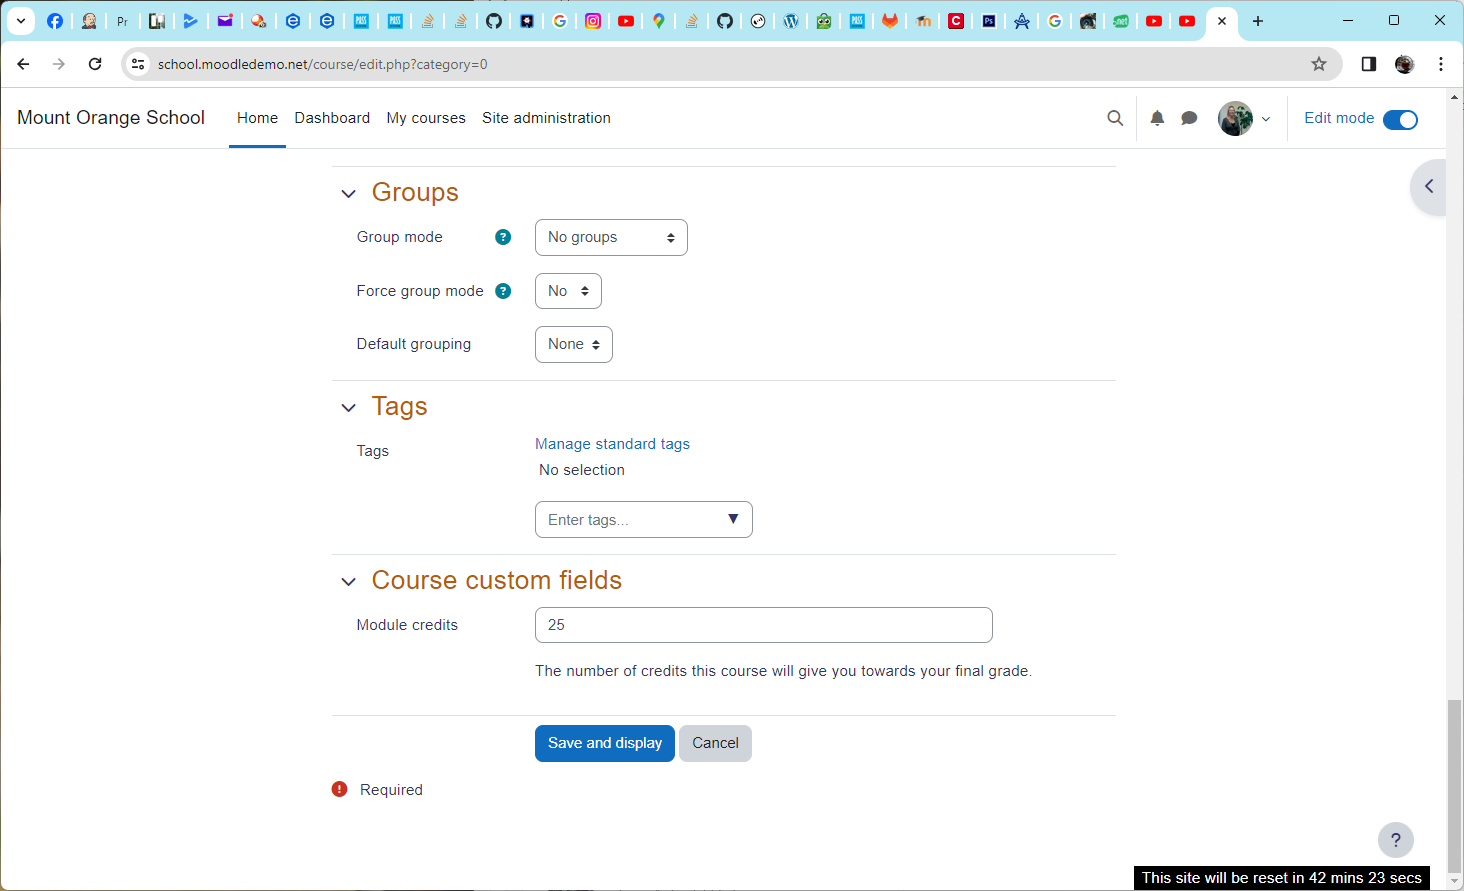 school.moodledemo.net/course/edit.php?category=0
Mount Orange School
Home
Dashboard
My courses
Site administration
Edit mode
Groups
Group mode
No groups
Force group mode
No
Default grouping
None
Tags
Tags
Manage standard tags
No selection
Enter tags...
Course custom fields
Module credits
25
The number of credits this course will give you towards your final grade.
Save and display
Cancel
Required
?
This site will be reset in 42 mins 23 secs